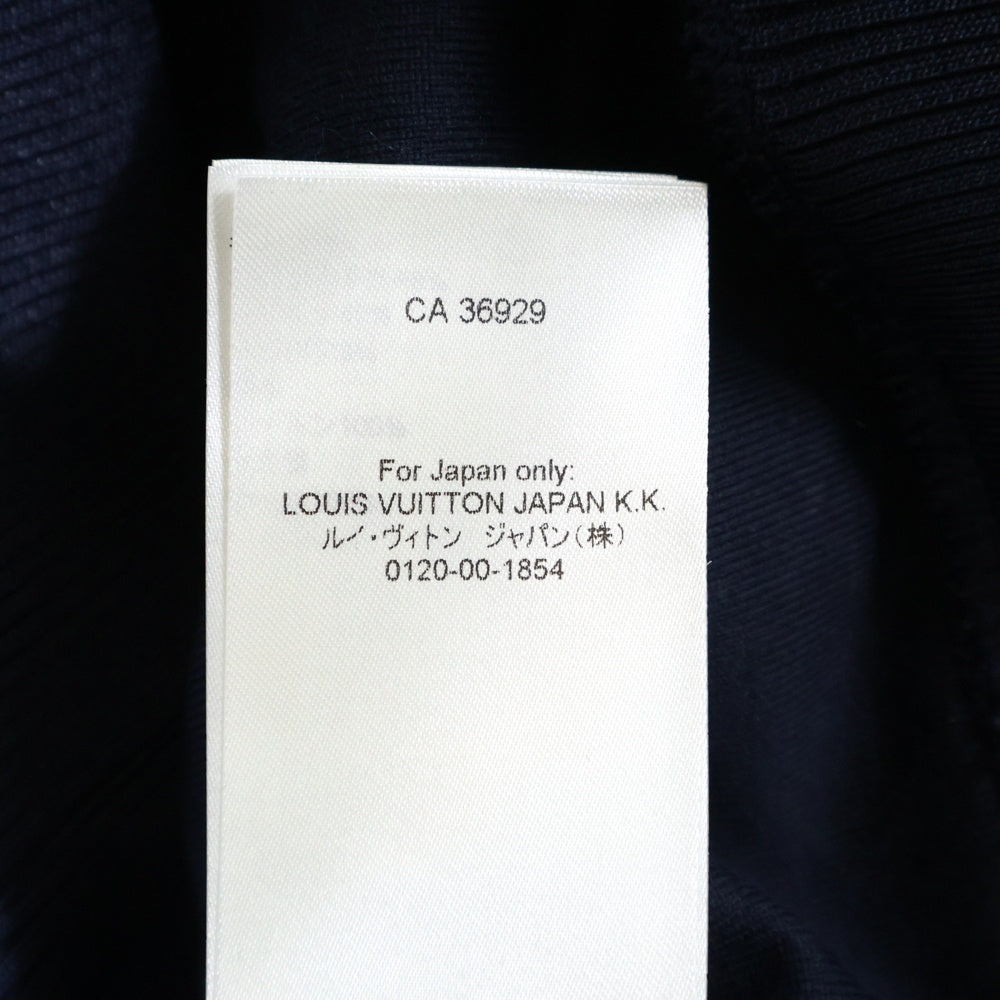 CA 36929
For Japan only:
LOUIS VUITTON JAPAN K.K.
ルイ・ヴィトン ジャパン(株)
0120-00-1854